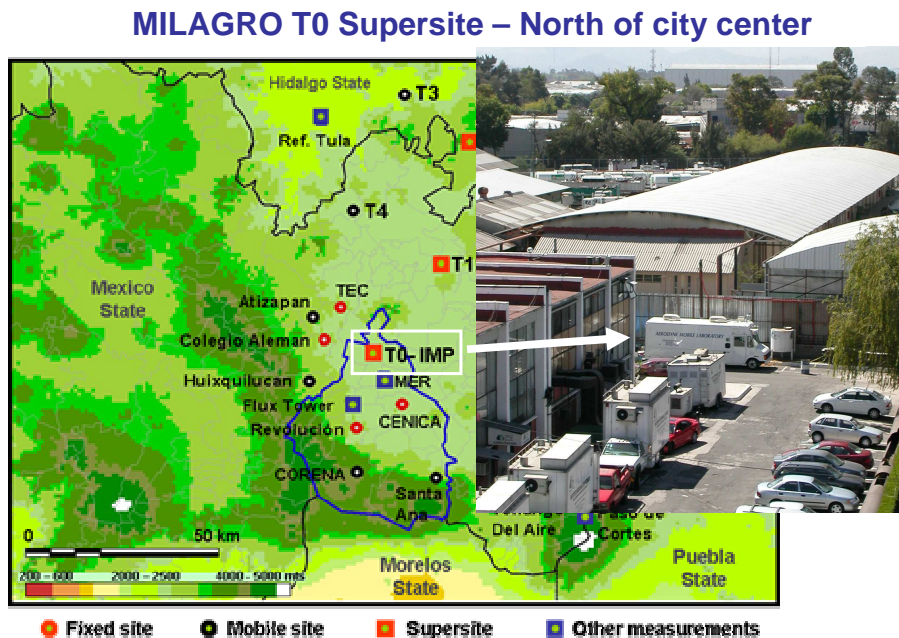 MILAGRO T0 Supersite – North of city center
Hidalgo State
T3
Ref. Tula
T4
T1
Mexico
State
TEC
Atizapan
Colegio Aleman
T0-IMP
Huixquilucan
MER
Flux Tower
CENICA
Revolución
CORENA
Santa
Ana
AERODYNE MOBILE LABORATORY
Del Aire
Paso de
Cortes
0 50 km
Morelos
State
Puebla
State
200 – 600 2000 – 2500 4000 - 5000 mts
Fixed site Mobile site Supersite Other measurements